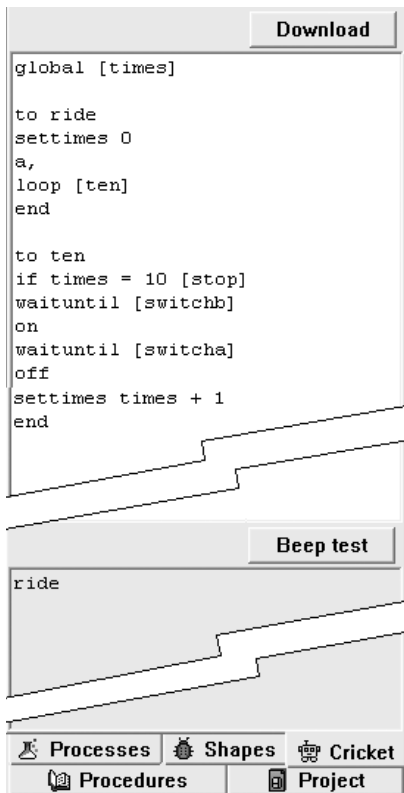 Download
global [times]
to ride
settimes 0
a,
loop [ten]
end
to ten
if times = 10 [stop]
waituntil [switchb]
on
waituntil [switcha]
off
settimes times + 1
end
Beep test
ride
Processes Shapes Cricket
Procedures Project